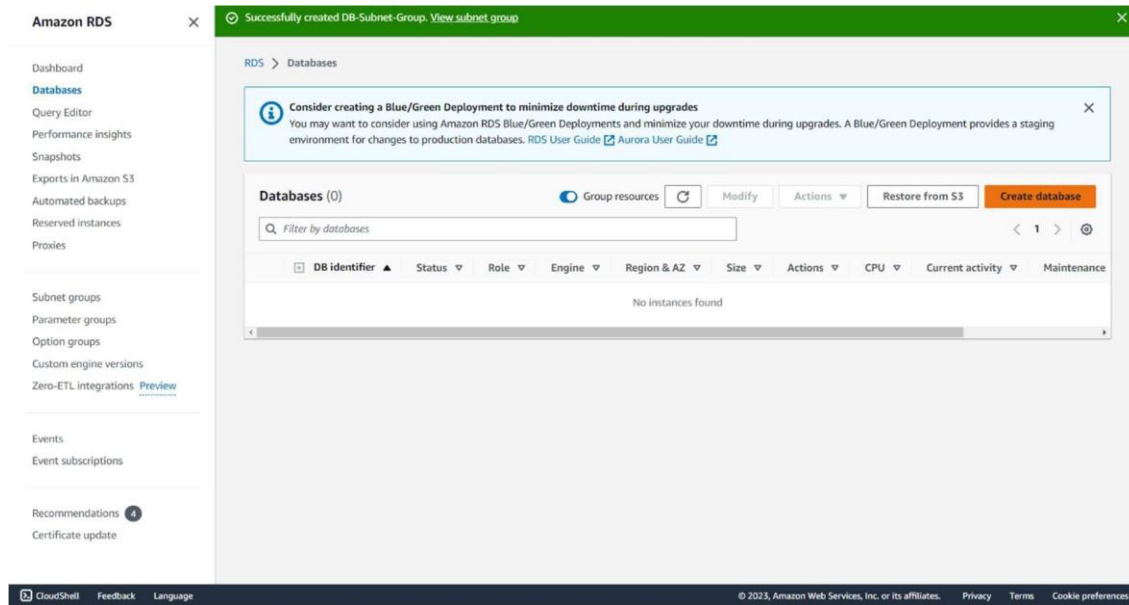 Amazon RDS
Dashboard
Databases
Query Editor
Performance insights
Snapshots
Exports in Amazon S3
Automated backups
Reserved instances
Proxies
Subnet groups
Parameter groups
Option groups
Custom engine versions
Zero-ETL integrations Preview
Events
Event subscriptions
Recommendations 4
Certificate update
Successfully created DB-Subnet-Group. View subnet group
RDS > Databases
Consider creating a Blue/Green Deployment to minimize downtime during upgrades
You may want to consider using Amazon RDS Blue/Green Deployments and minimize your downtime during upgrades. A Blue/Green Deployment provides a staging
environment for changes to production databases. RDS User Guide Aurora User Guide
Databases (0) Group resources Modify Actions Restore from S3 Create database
Filter by databases 1
DB identifier Status Role Engine Region & AZ Size Actions CPU Current activity Maintenance
No instances found
CloudShell Feedback Language © 2023, Amazon Web Services, Inc. or its affiliates. Privacy Terms Cookie preferences